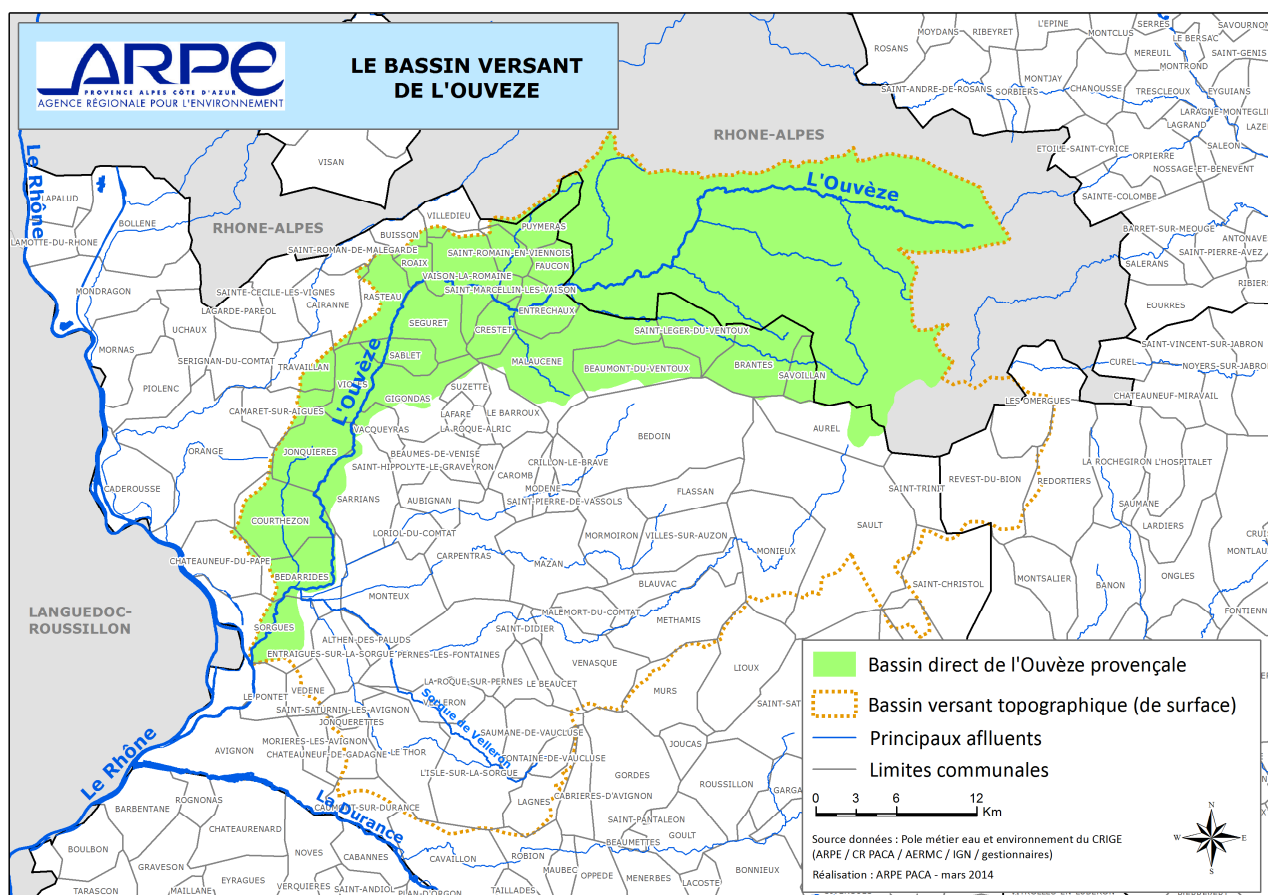 ARPE
PROVENCE ALPES CÔTE D'AZUR
AGENCE RÉGIONALE POUR L'ENVIRONNEMENT
LE BASSIN VERSANT
DE L'OUVEZE
RHONE-ALPES
RHONE-ALPES
LANGUEDOC-
ROUSSILLON
Le Rhône
Le Rhône
L'Ouvèze
L'Ouvèze
La Durance
Sorgue de Velleron
ROSANS
MOYDANS
RIBEYRET
L'EPINE
MONTCLUS
SERRES
SAVOURNON
LE BERSAC
MEREUIL
SAINT-GENIS
MONTROND
MONTJAY
SAINT-ANDRE-DE-ROSANS
SORBIERS
CHANOUSSE
TRESCLEOUX
EYGUIANS
LARAGNE-MONTEGLIN
LAGRAND
LAZER
ETOILE-SAINT-CYRICE
ORPIERRE
SALEON
NOSSAGE-ET-BENEVENT
SAINTE-COLOMBE
BARRET-SUR-MEOUGE
ANTONAVE
SAINT-PIERRE-AVEZ
SALERANS
RIBIERS
EOURRES
SAINT-VINCENT-SUR-JABRON
CUREL
NOYERS-SUR-JABRON
CHATEAUNEUF-MIRAVAIL
LES OMERGUES
VISAN
LAPALUD
BOLLENE
LAMOTTE-DU-RHONE
MONDRAGON
VILLEDIEU
BUISSON
PUYMERAS
SAINT-ROMAN-DE-MALEGARDE
ROAIX
SAINT-ROMAIN-EN-VIENNOIS
FAUCON
VAISON-LA-ROMAINE
SAINT-MARCELLIN-LES-VAISON
SAINTE-CECILE-LES-VIGNES
LAGARDE-PAREOL
CAIRANNE
RASTEAU
ENTRECHAUX
UCHAUX
SEGURET
CRESTET
SAINT-LEGER-DU-VENTOUX
MORNAS
SERIGNAN-DU-COMTAT
TRAVAILLAN
SABLET
MALAUCENE
BEAUMONT-DU-VENTOUX
BRANTES
SAVOILLAN
PIOLENC
VIOLES
SUZETTE
GIGONDAS
CAMARET-SUR-AIGUES
LAFARE
LE BARROUX
LA ROQUE-ALRIC
VACQUEYRAS
AUREL
BEDOIN
ORANGE
JONQUIERES
BEAUMES-DE-VENISE
SAINT-HIPPOLYTE-LE-GRAVEYRON
CRILLON-LE-BRAVE
CAROMB
MODENE
CADEROUSSE
SARRIANS
AUBIGNAN
SAINT-PIERRE-DE-VASSOLS
FLASSAN
SAINT-TRINIT
REVEST-DU-BION
REDORTIERS
LA ROCHEGIRON
L'HOSPITALET
SAUMANE
LARDIERS
COURTHEZON
LORIOL-DU-COMTAT
MORMOIRON
VILLES-SUR-AUZON
SAULT
CHATEAUNEUF-DU-PAPE
CARPENTRAS
MAZAN
MONIEUX
BEDARRIDES
MONTEUX
BLAUVAC
SAINT-CHRISTOL
MONTSALIER
BANON
ONGLES
MALEMORT-DU-COMTAT
METHAMIS
SORGUES
SAINT-DIDIER
ALTHEN-DES-PALUDS
ENTRAIGUES-SUR-LA-SORGUE
PERNES-LES-FONTAINES
VENASQUE
LIOUX
LA-ROQUE-SUR-PERNES
LE BEAUCET
MURS
LE PONTET
VEDENE
VELLERON
SAINT-SATURNIN-LES-AVIGNON
JONQUERETTES
SAUMANE-DE-VAUCLUSE
JOUCAS
MORIERES-LES-AVIGNON
AVIGNON
CHATEAUNEUF-DE-GADAGNE
LE THOR
FONTAINE-DE-VAUCLUSE
L'ISLE-SUR-LA-SORGUE
GORDES
ROUSSILLON
CABRIERES-D'AVIGNON
LAGNES
BARBENTANE
ROGNONAS
CAUMONT-SUR-DURANCE
SAINT-PANTALEON
CHATEAURENARD
GOULT
BEAUMETTES
BOULBON
NOVES
CABANNES
CAVAILLON
ROBION
GRAVESON
EYRAGUES
MAUBEC
OPPEDE
MENERBES
BONNIEUX
LACOSTE
TARASCON
MAILLANE
VERQUIERES
SAINT-ANDIOL
PLAN-D'ORGON
TAILLADES
Bassin direct de l'Ouvèze provençale
Bassin versant topographique (de surface)
Principaux afluents
Limites communales
0 3 6 12
Km
N
W E
S
Source données : Pole métier eau et environnement du CRIGE
(ARPE / CR PACA / AERMC / IGN / gestionnaires)
Réalisation : ARPE PACA - mars 2014